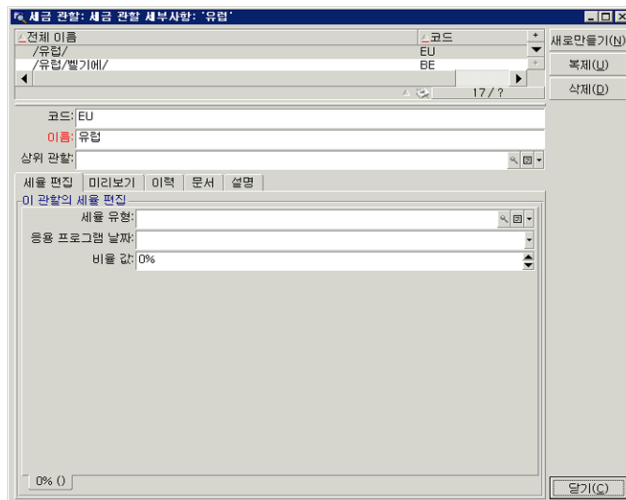 세금 관할: 세금 관할 세부사항: '유럽'
전체 이름 코드
/유럽/ EU
/유럽/벨기에/ BE
17 / ?
새로만들기(N)
복제(U)
삭제(D)
코드: EU
이름: 유럽
상위 관할:
세율 편집 미리보기 이력 문서 설명
이 관할의 세율 편집
세율 유형:
응용 프로그램 날짜:
비율 값: 0%
0% ()
닫기(C)